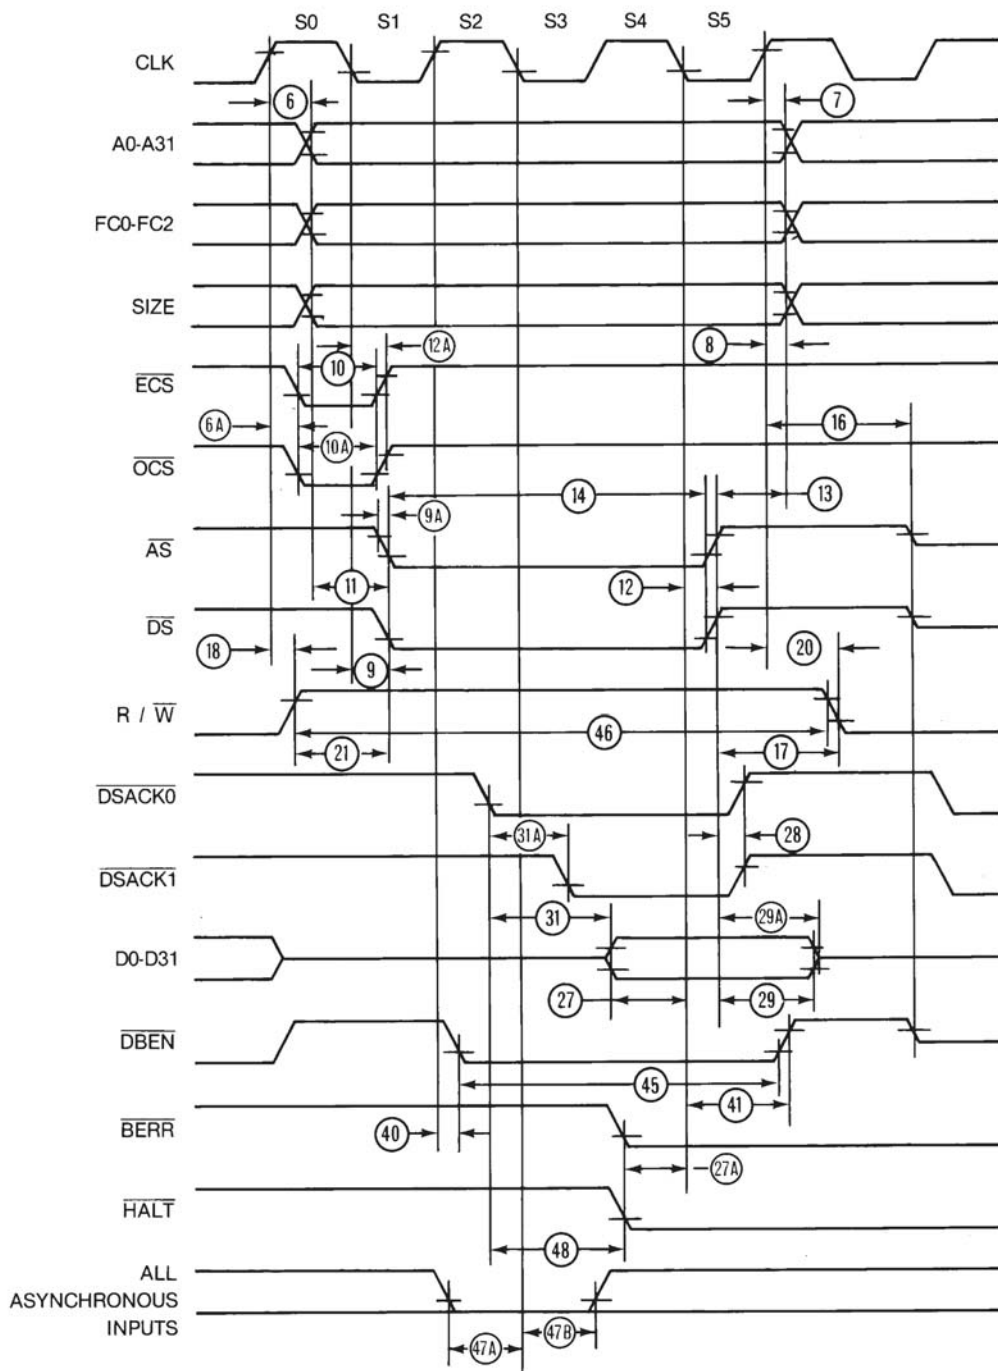 S0 S1 S2 S3 S4 S5
CLK
6 7
A0-A31
FC0-FC2
SIZE
12A 8
10
ECS
6A 16
10A
OCS
14 13
9A
AS
11 12
DS
18 9 20
R / W
46
21 17
DSACK0
31A 28
DSACK1
31 29A
D0-D31
27 29
DBEN
45
40 41
BERR
27A
HALT
48
ALL
ASYNCHRONOUS
INPUTS
47A 47B